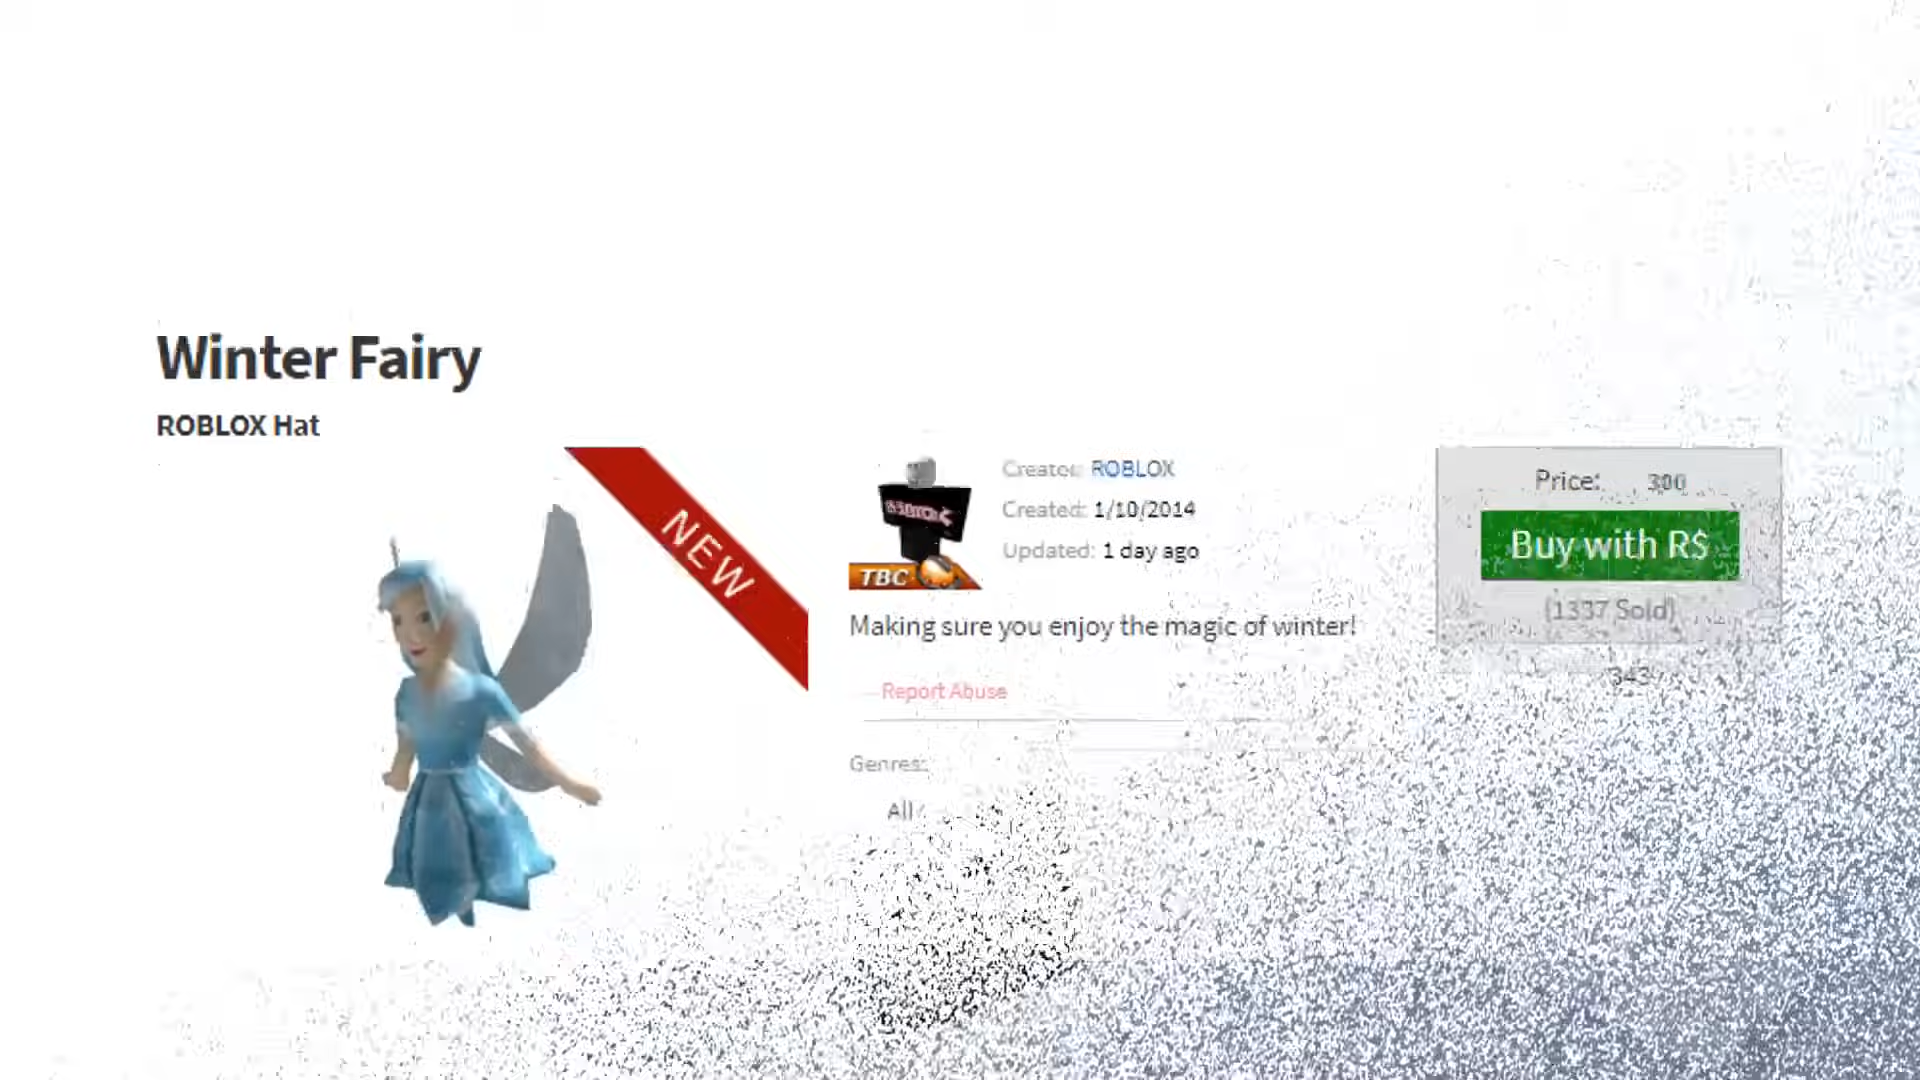 Winter Fairy
ROBLOX Hat
NEW
TBC
Creator: ROBLOX
Created: 1/10/2014
Updated: 1 day ago
Making sure you enjoy the magic of winter!
Report Abuse
Genres:
All
Price: 300
Buy with R$
(1337 Sold)
343